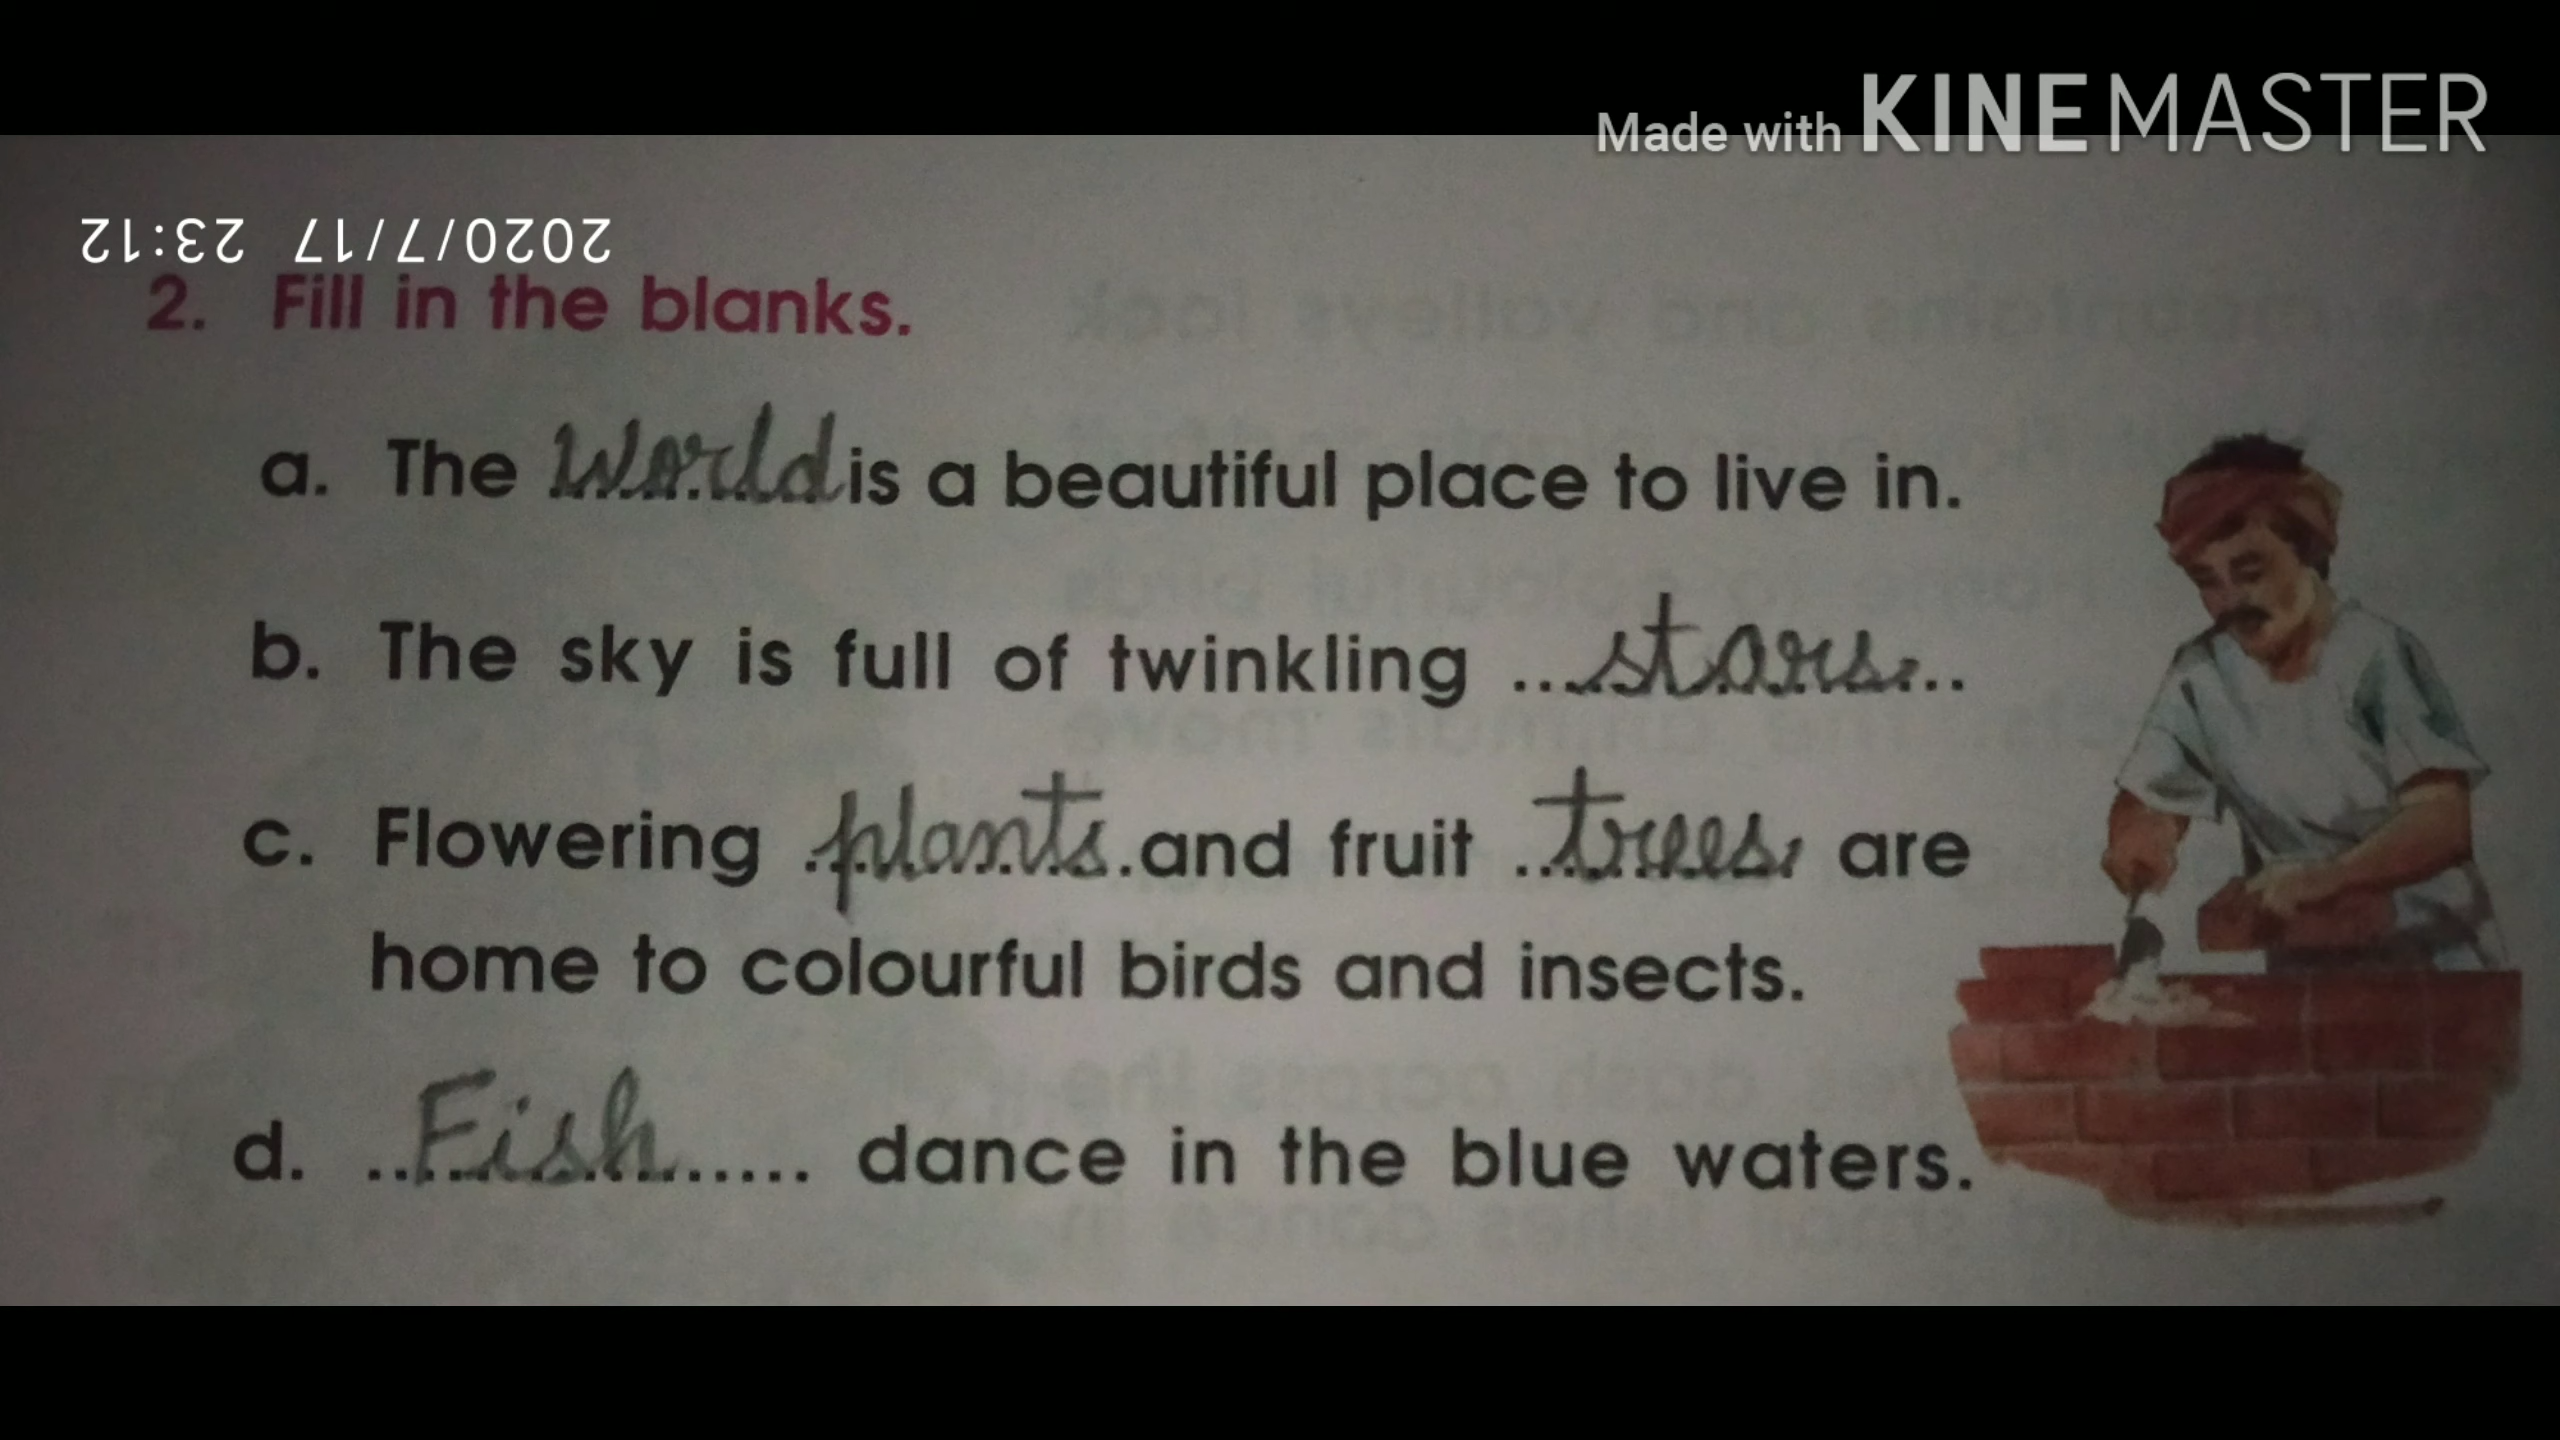 Made with KINEMASTER
2020/7/17 23:12
2. Fill in the blanks.
a. The world is a beautiful place to live in.
b. The sky is full of twinkling ...stars...
c. Flowering plants and fruit trees are
home to colourful birds and insects.
d. Fish dance in the blue waters.